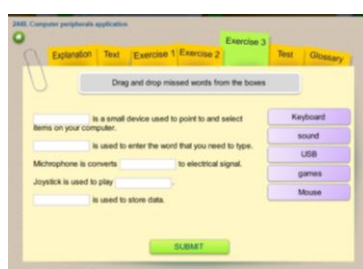 2448. Computer peripherals application
Explanation Text Exercise 1 Exercise 2 Exercise 3 Test Glossary
Drag and drop missed words from the boxes
is a small device used to point to and select
items on your computer.
is used to enter the word that you need to type.
Michrophone is converts to electrical signal.
Joystick is used to play .
is used to store data.
Keyboard
sound
USB
games
Mouse
SUBMIT